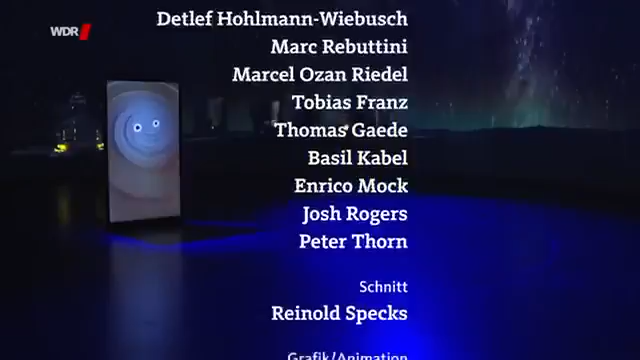 WDR
Detlef Hohlmann-Wiebusch
Marc Rebuttini
Marcel Ozan Riedel
Tobias Franz
Thomas Gaede
Basil Kabel
Enrico Mock
Josh Rogers
Peter Thorn
Schnitt
Reinold Specks
Grafik/Animation